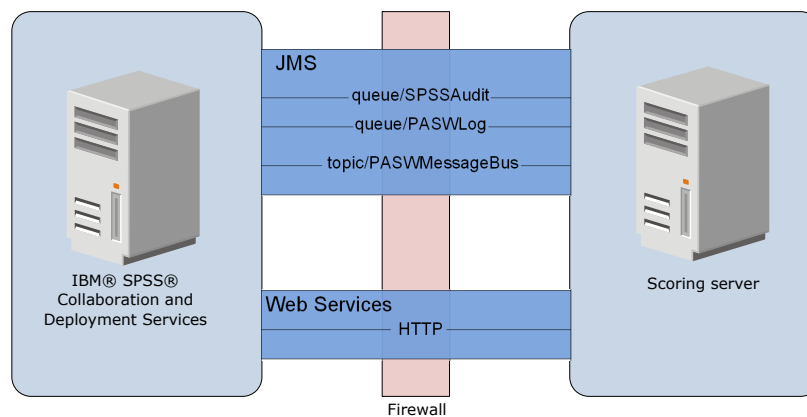 JMS
queue/SPSSAudit
queue/PASWLog
topic/PASWMessageBus
IBM® SPSS®
Collaboration and
Deployment Services
Scoring server
Web Services
HTTP
Firewall